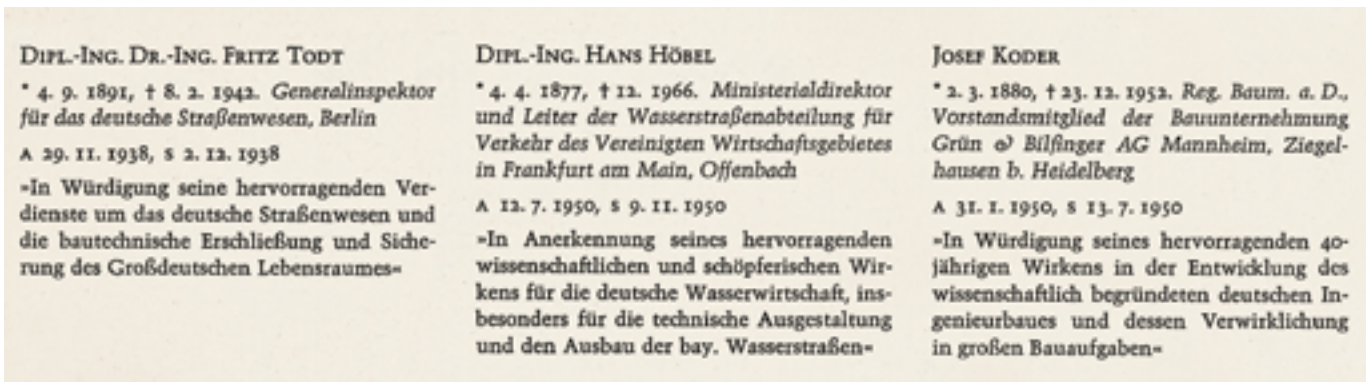 Dipl.-Ing. Dr.-Ing. Fritz Todt
* 4. 9. 1891, † 8. 2. 1942. Generalinspektor
für das deutsche Straßenwesen, Berlin
A 29. 11. 1938, S 2. 12. 1938
»In Würdigung seine hervorragenden Ver-
dienste um das deutsche Straßenwesen und
die bautechnische Erschließung und Siche-
rung des Großdeutschen Lebensraumes«
Dipl.-Ing. Hans Höbel
* 4. 4. 1877, † 12. 1966. Ministerialdirektor
und Leiter der Wasserstraßenabteilung für
Verkehr des Vereinigten Wirtschaftsgebietes
in Frankfurt am Main, Offenbach
A 12. 7. 1950, S 9. 11. 1950
»In Anerkennung seines hervorragenden
wissenschaftlichen und schöpferischen Wir-
kens für die deutsche Wasserwirtschaft, ins-
besonders für die technische Ausgestaltung
und den Ausbau der bay. Wasserstraßen«
Josef Koder
* 2. 3. 1880, † 23. 12. 1952. Reg. Baum. a. D.,
Vorstandsmitglied der Bauunternehmung
Grün & Bilfinger AG Mannheim, Ziegel-
hausen b. Heidelberg
A 31. 1. 1950, S 13. 7. 1950
»In Würdigung seines hervorragenden 40-
jährigen Wirkens in der Entwicklung des
wissenschaftlich begründeten deutschen In-
genieurbaues und dessen Verwirklichung
in großen Bauaufgaben«